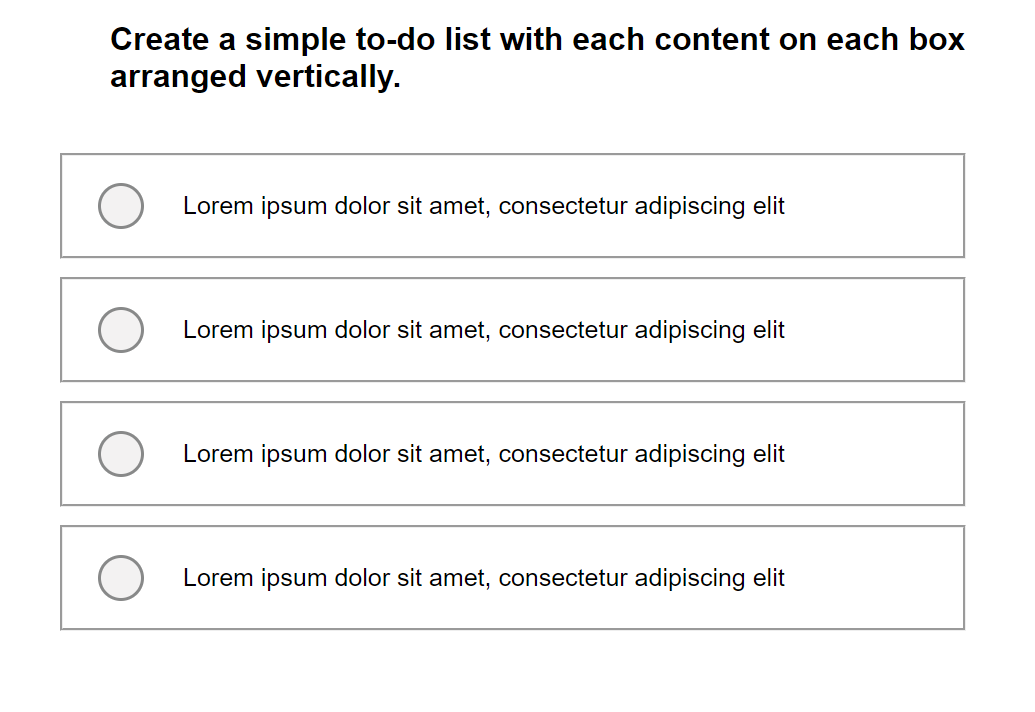 Create a simple to-do list with each content on each box
arranged vertically.
Lorem ipsum dolor sit amet, consectetur adipiscing elit
Lorem ipsum dolor sit amet, consectetur adipiscing elit
Lorem ipsum dolor sit amet, consectetur adipiscing elit
Lorem ipsum dolor sit amet, consectetur adipiscing elit